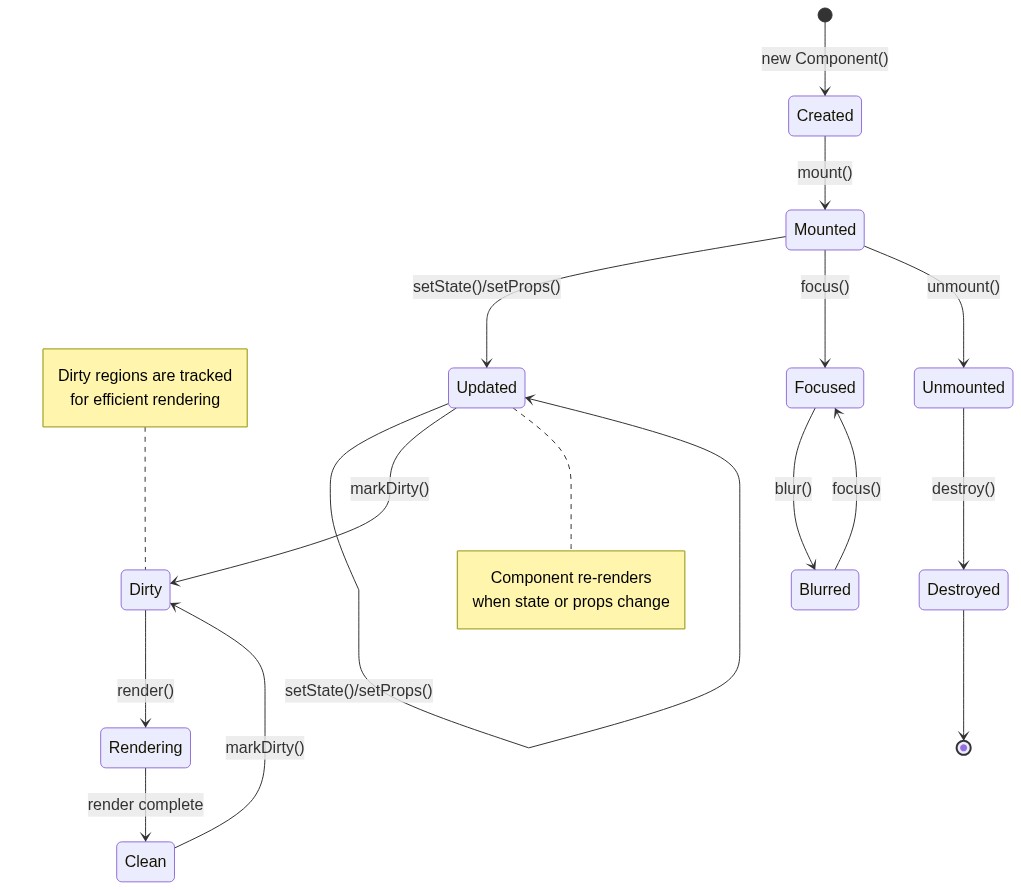 new Component()
Created
mount()
Mounted
setState()/setProps()
focus()
unmount()
Dirty regions are tracked
for efficient rendering
Updated
Focused
Unmounted
markDirty()
blur()
focus()
destroy()
Component re-renders
when state or props change
Dirty
Blurred
Destroyed
render()
setState()/setProps()
Rendering
markDirty()
render complete
Clean